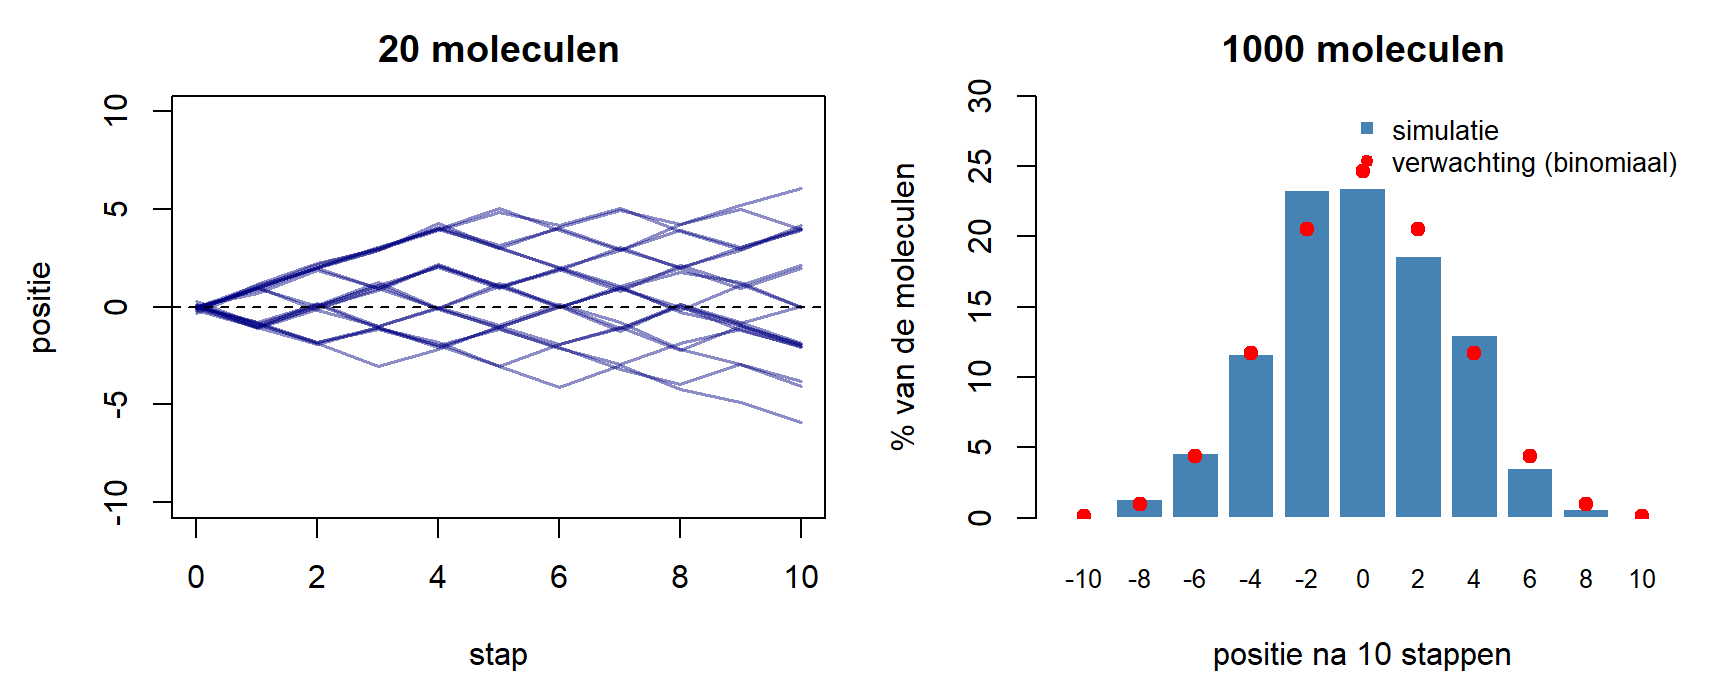 20 moleculen
10
5
0
-5
-10
positie
0 2 4 6 8 10
stap
1000 moleculen
30
25
20
15
10
5
0
% van de moleculen
simulatie
verwachting (binomiaal)
-10 -8 -6 -4 -2 0 2 4 6 8 10
positie na 10 stappen